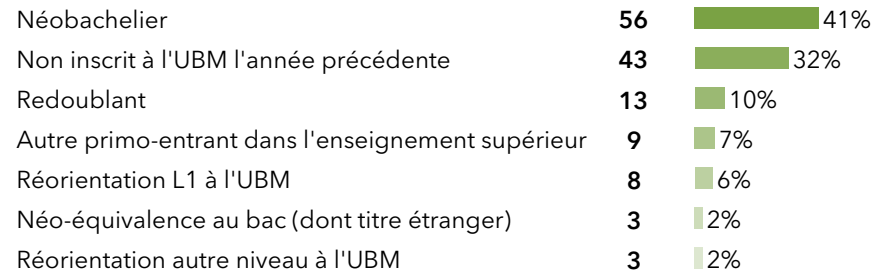 Néobachelier 56 41%
Non inscrit à l'UBM l'année précédente 43 32%
Redoublant 13 10%
Autre primo-entrant dans l'enseignement supérieur 9 7%
Réorientation L1 à l'UBM 8 6%
Néo-équivalence au bac (dont titre étranger) 3 2%
Réorientation autre niveau à l'UBM 3 2%